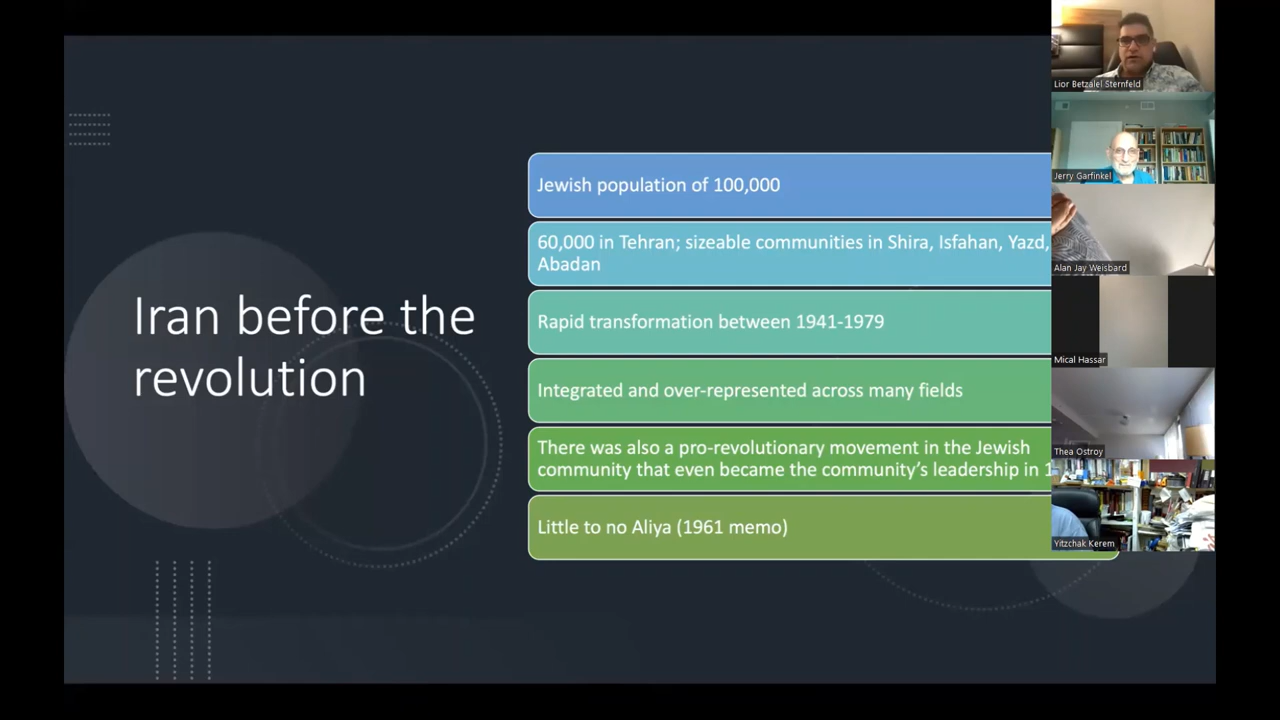 Iran before the
revolution
Jewish population of 100,000
60,000 in Tehran; sizeable communities in Shira, Isfahan, Yazd,
Abadan
Rapid transformation between 1941-1979
Integrated and over-represented across many fields
There was also a pro-revolutionary movement in the Jewish
community that even became the community's leadership in 1
Little to no Aliya (1961 memo)
Lior Betzalel Sternfeld
Jerry Garfinkel
Alan Jay Weisbard
Mical Hassar
Thea Ostroy
Yitzchak Kerem